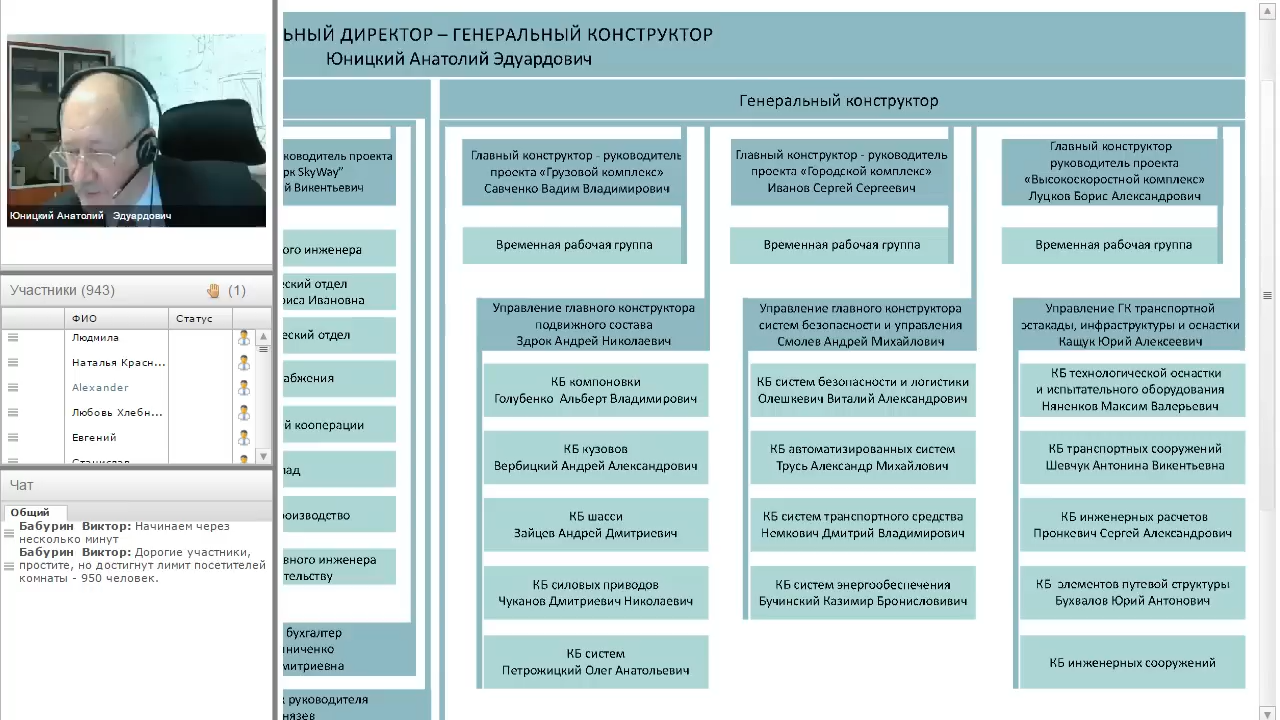 ЬНЫЙ ДИРЕКТОР – ГЕНЕРАЛЬНЫЙ КОНСТРУКТОР
Юницкий Анатолий Эдуардович
Юницкий Анатолий Эдуардович
Участники (943)
(1)
ФИО
Статус
Людмила
Наталья Красн...
Alexander
Любовь Хлебн...
Евгений
Станислав
Чат
Общий
Бабурин Виктор: Начинаем через
несколько минут
Бабурин Виктор: Дорогие участники,
простите, но достигнут лимит посетителей
комнаты - 950 человек.
ководитель проекта
рк SkyWay”
й Викентьевич
ого инженера
еский отдел
риса Ивановна
еский отдел
абжения
й кооперации
лад
оизводство
вного инженера
тельству
бухгалтер
ниченко
митриевна
к руководителя
нязев
Генеральный конструктор
Главный конструктор - руководитель
проекта «Грузовой комплекс»
Савченко Вадим Владимирович
Временная рабочая группа
Управление главного конструктора
подвижного состава
Здрок Андрей Николаевич
КБ компоновки
Голубенко Альберт Владимирович
КБ кузовов
Вербицкий Андрей Александрович
КБ шасси
Зайцев Андрей Дмитриевич
КБ силовых приводов
Чуканов Дмитриевич Николаевич
КБ систем
Петрожицкий Олег Анатольевич
Главный конструктор - руководитель
проекта «Городской комплекс»
Иванов Сергей Сергеевич
Временная рабочая группа
Управление главного конструктора
систем безопасности и управления
Смолев Андрей Михайлович
КБ систем безопасности и логистики
Олешкевич Виталий Александрович
КБ автоматизированных систем
Трусь Александр Михайлович
КБ систем транспортного средства
Немкович Дмитрий Владимирович
КБ систем энергообеспечения
Бучинский Казимир Бронислovивич
Главный конструктор
руководитель проекта
«Высокоскоростной комплекс»
Луцков Борис Александрович
Временная рабочая группа
Управление ГК транспортной
эстакады, инфраструктуры и оснастки
Кащук Юрий Алексеевич
КБ технологической оснастки
и испытательного оборудования
Няненков Максим Валерьевич
КБ транспортных сооружений
Шевчук Антонина Викентьевна
КБ инженерных расчетов
Пронкевич Сергей Александрович
КБ элементов путевой структуры
Бухвалов Юрий Антонович
КБ инженерных сооружений